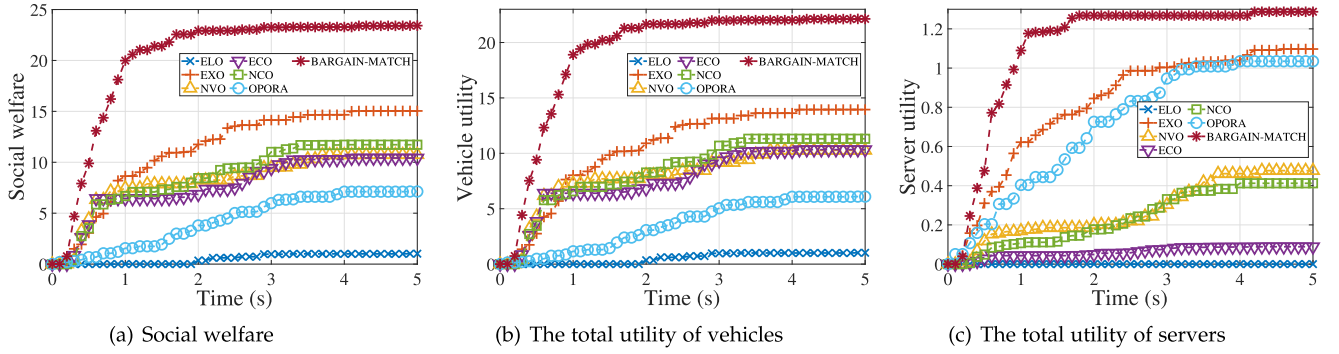 Social welfare
25
20
15
10
5
0
0 1 2 3 4 5
Time (s)
ELO ECO BARGAIN-MATCH
EXO NCO
NVO OPORA
(a) Social welfare
Vehicle utility
20
15
10
5
0
0 1 2 3 4 5
Time (s)
ELO ECO BARGAIN-MATCH
EXO NCO
NVO OPORA
(b) The total utility of vehicles
Server utility
1.2
1
0.8
0.6
0.4
0.2
0
0 1 2 3 4 5
Time (s)
ELO NCO
EXO OPORA
NVO BARGAIN-MATCH
ECO
(c) The total utility of servers